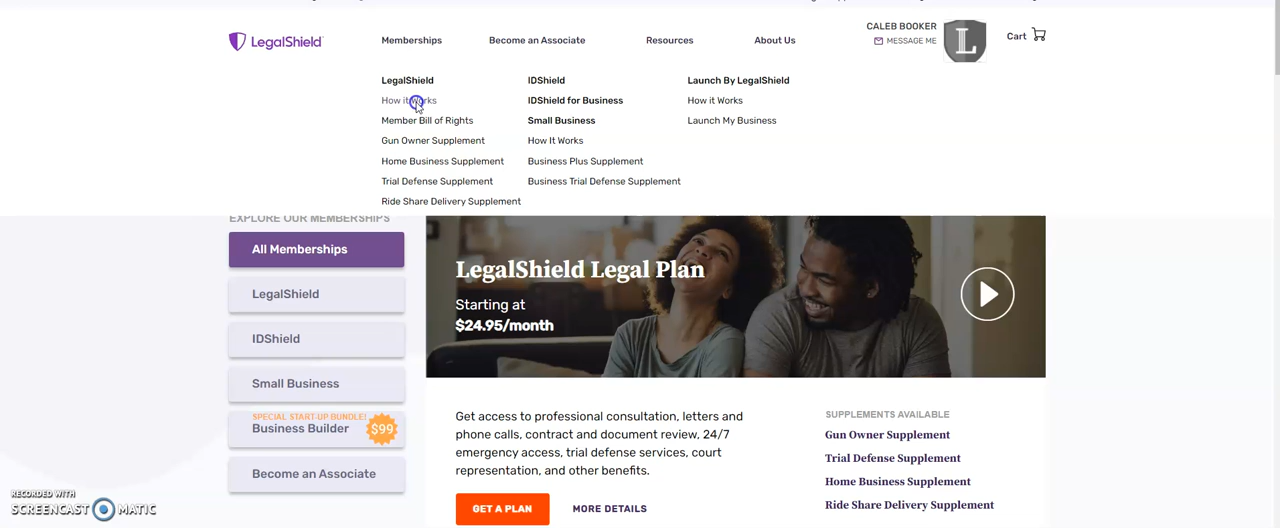 LegalShield
Memberships
Become an Associate
Resources
About Us
CALEB BOOKER
MESSAGE ME
L
Cart
LegalShield
How it Works
Member Bill of Rights
Gun Owner Supplement
Home Business Supplement
Trial Defense Supplement
Ride Share Delivery Supplement
IDShield
IDShield for Business
Small Business
How It Works
Business Plus Supplement
Business Trial Defense Supplement
Launch By LegalShield
How it Works
Launch My Business
EXPLORE OUR MEMBERSHIPS
All Memberships
LegalShield
IDShield
Small Business
SPECIAL START-UP BUNDLE!
Business Builder
$99
Become an Associate
LegalShield Legal Plan
Starting at
$24.95/month
Get access to professional consultation, letters and
phone calls, contract and document review, 24/7
emergency access, trial defense services, court
representation, and other benefits.
GET A PLAN
MORE DETAILS
SUPPLEMENTS AVAILABLE
Gun Owner Supplement
Trial Defense Supplement
Home Business Supplement
Ride Share Delivery Supplement
RECORDED WITH
SCREENCAST MATIC